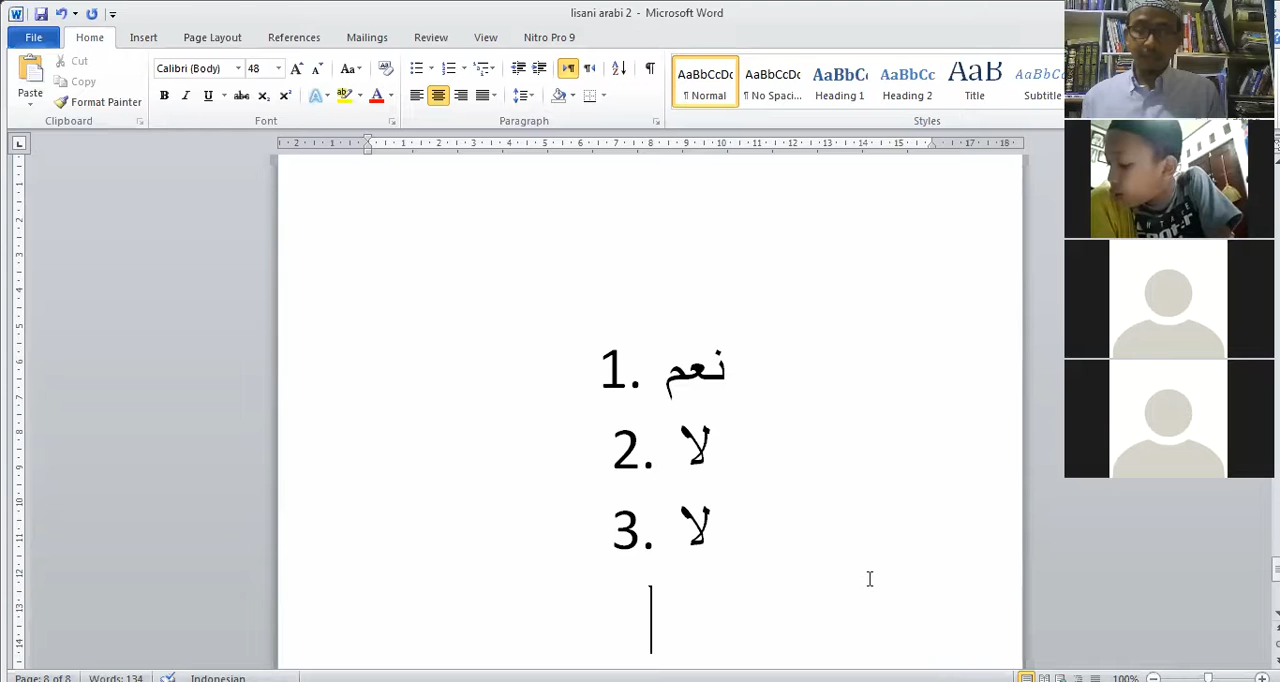 lisani arabi 2 - Microsoft Word
File Home Insert Page Layout References Mailings Review View Nitro Pro 9
Paste
Cut
Copy
Format Painter
Clipboard
Calibri (Body) 48
Font
Paragraph
AaBbCcDc AaBbCcDc AaBbC AaBbCc AaB AaBbCc
¶ Normal ¶ No Spaci... Heading 1 Heading 2 Title Subtitle
Styles
1. نعم
2. لا
3. لا
Page: 8 of 8 Words: 134 Indonesian 100%